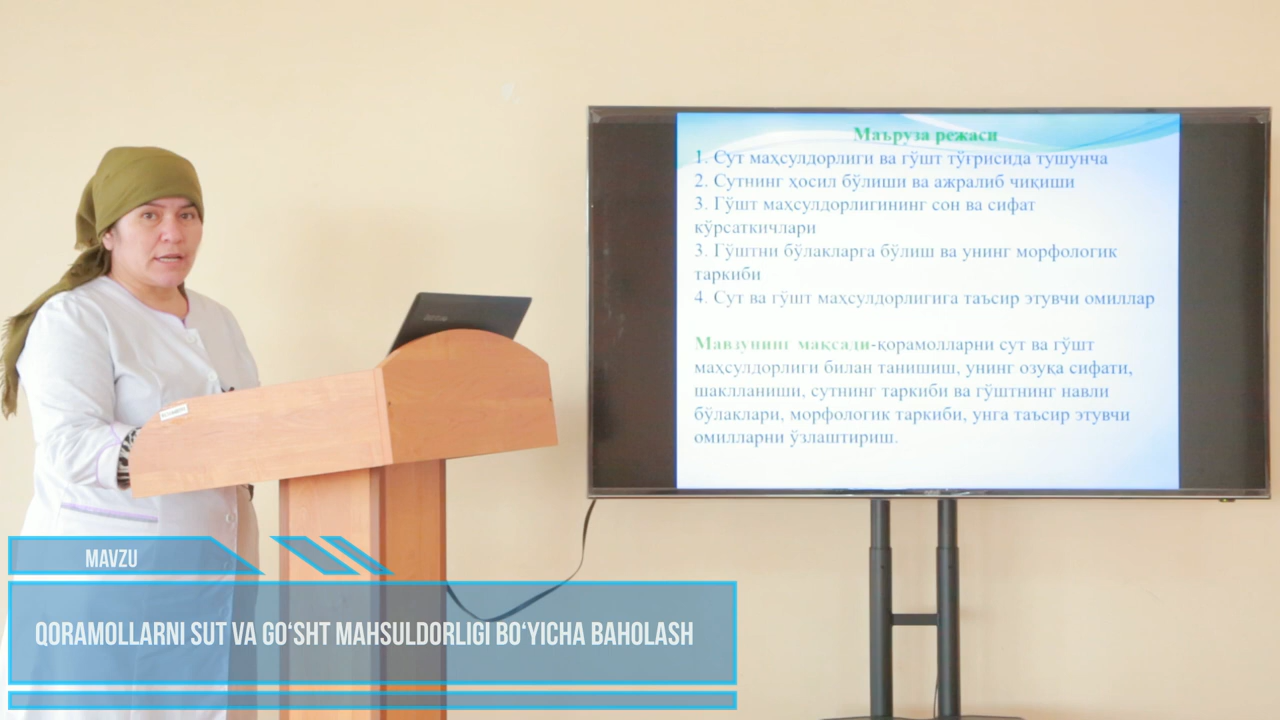 Маъруза режаси
1. Сут маҳсулдорлиги ва гўшт тўғрисида тушунча
2. Сутнинг ҳосил бўлиши ва ажралиб чиқиши
3. Гўшт маҳсулдорлигининг сон ва сифат
кўрсаткичлари
3. Гўштни бўлакларга бўлиш ва унинг морфологик
таркиби
4. Сут ва гўшт маҳсулдорлигига таъсир этувчи омиллар
Мавзунинг мақсади-қорамолларни сут ва гўшт
маҳсулдорлиги билан танишиш, унинг озуқа сифати,
шаклланиши, сутнинг таркиби ва гўштнинг навли
бўлаклари, морфологик таркиби, унга таъсир этувчи
омилларни ўзлаштириш.
MAVZU
QORAMOLLARNI SUT VA GO‘SHT MAHSULDORLIGI BO‘YICHA BAHOLASH